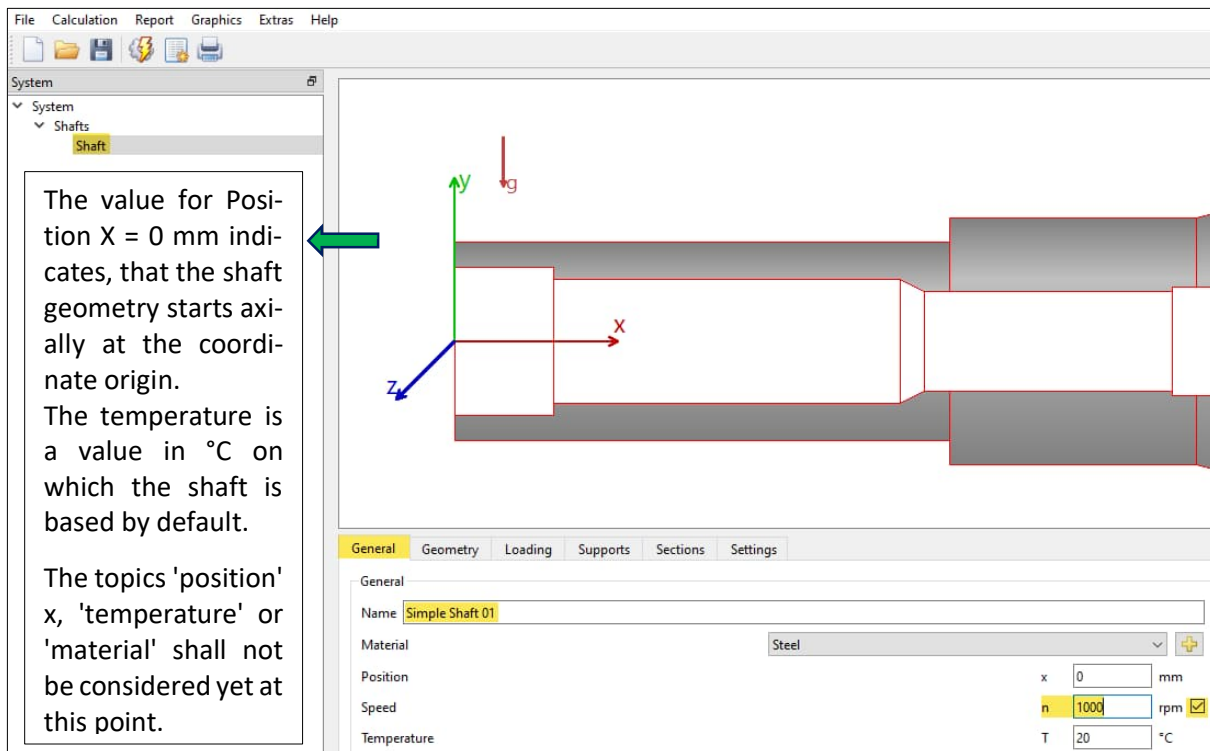 File Calculation Report Graphics Extras Help
System
System
Shafts
Shaft
The value for Posi-
tion X = 0 mm indi-
cates, that the shaft
geometry starts axi-
ally at the coordi-
nate origin.
The temperature is
a value in °C on
which the shaft is
based by default.
The topics 'position'
x, 'temperature' or
'material' shall not
be considered yet at
this point.
y
g
x
z
General Geometry Loading Supports Sections Settings
General
Name Simple Shaft 01
Material Steel
Position x 0 mm
Speed n 1000 rpm
Temperature T 20 °C